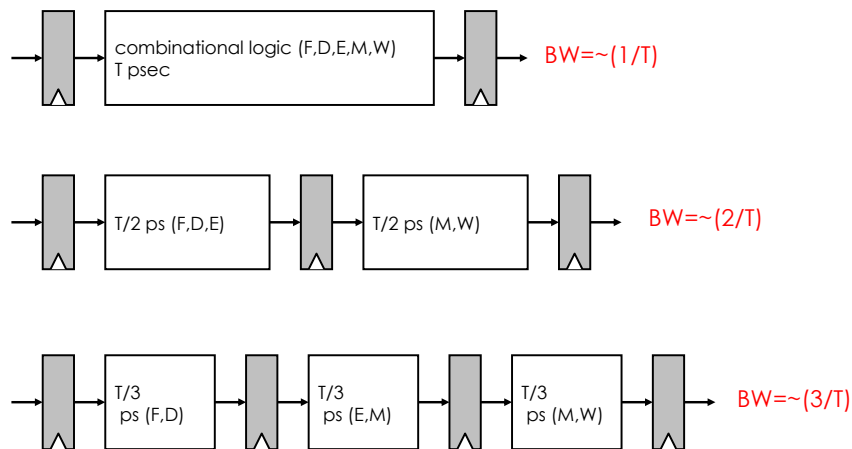 combinational logic (F,D,E,M,W)
T psec
BW=~(1/T)
T/2 ps (F,D,E)
T/2 ps (M,W)
BW=~(2/T)
T/3
ps (F,D)
T/3
ps (E,M)
T/3
ps (M,W)
BW=~(3/T)